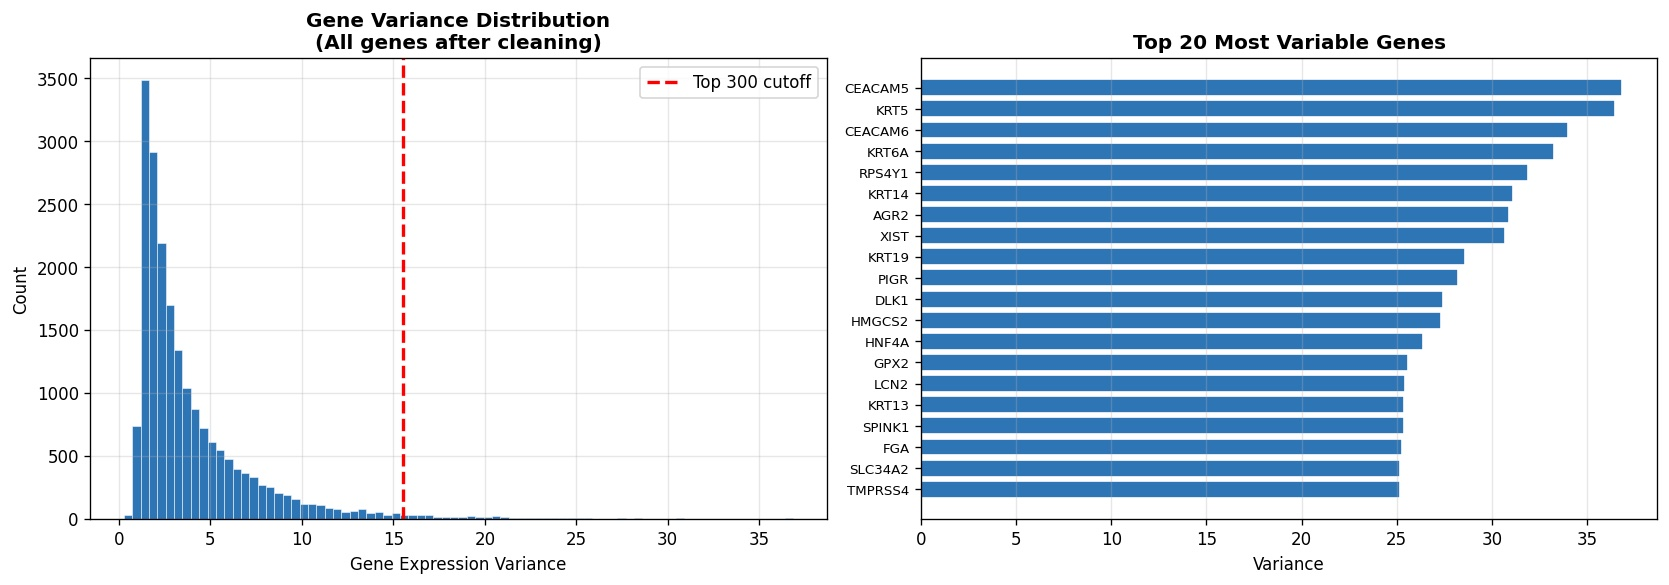 Gene Variance Distribution
(All genes after cleaning)
3500
3000
2500
2000
1500
1000
500
0
Count
Top 300 cutoff
0 5 10 15 20 25 30 35
Gene Expression Variance
Top 20 Most Variable Genes
CEACAM5
KRT5
CEACAM6
KRT6A
RPS4Y1
KRT14
AGR2
XIST
KRT19
PIGR
DLK1
HMGCS2
HNF4A
GPX2
LCN2
KRT13
SPINK1
FGA
SLC34A2
TMPRSS4
0 5 10 15 20 25 30 35
Variance